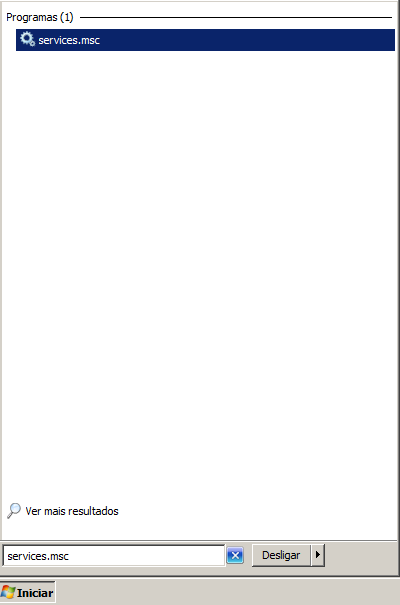 Programas (1)
services.msc
Ver mais resultados
services.msc
Desligar
Iniciar